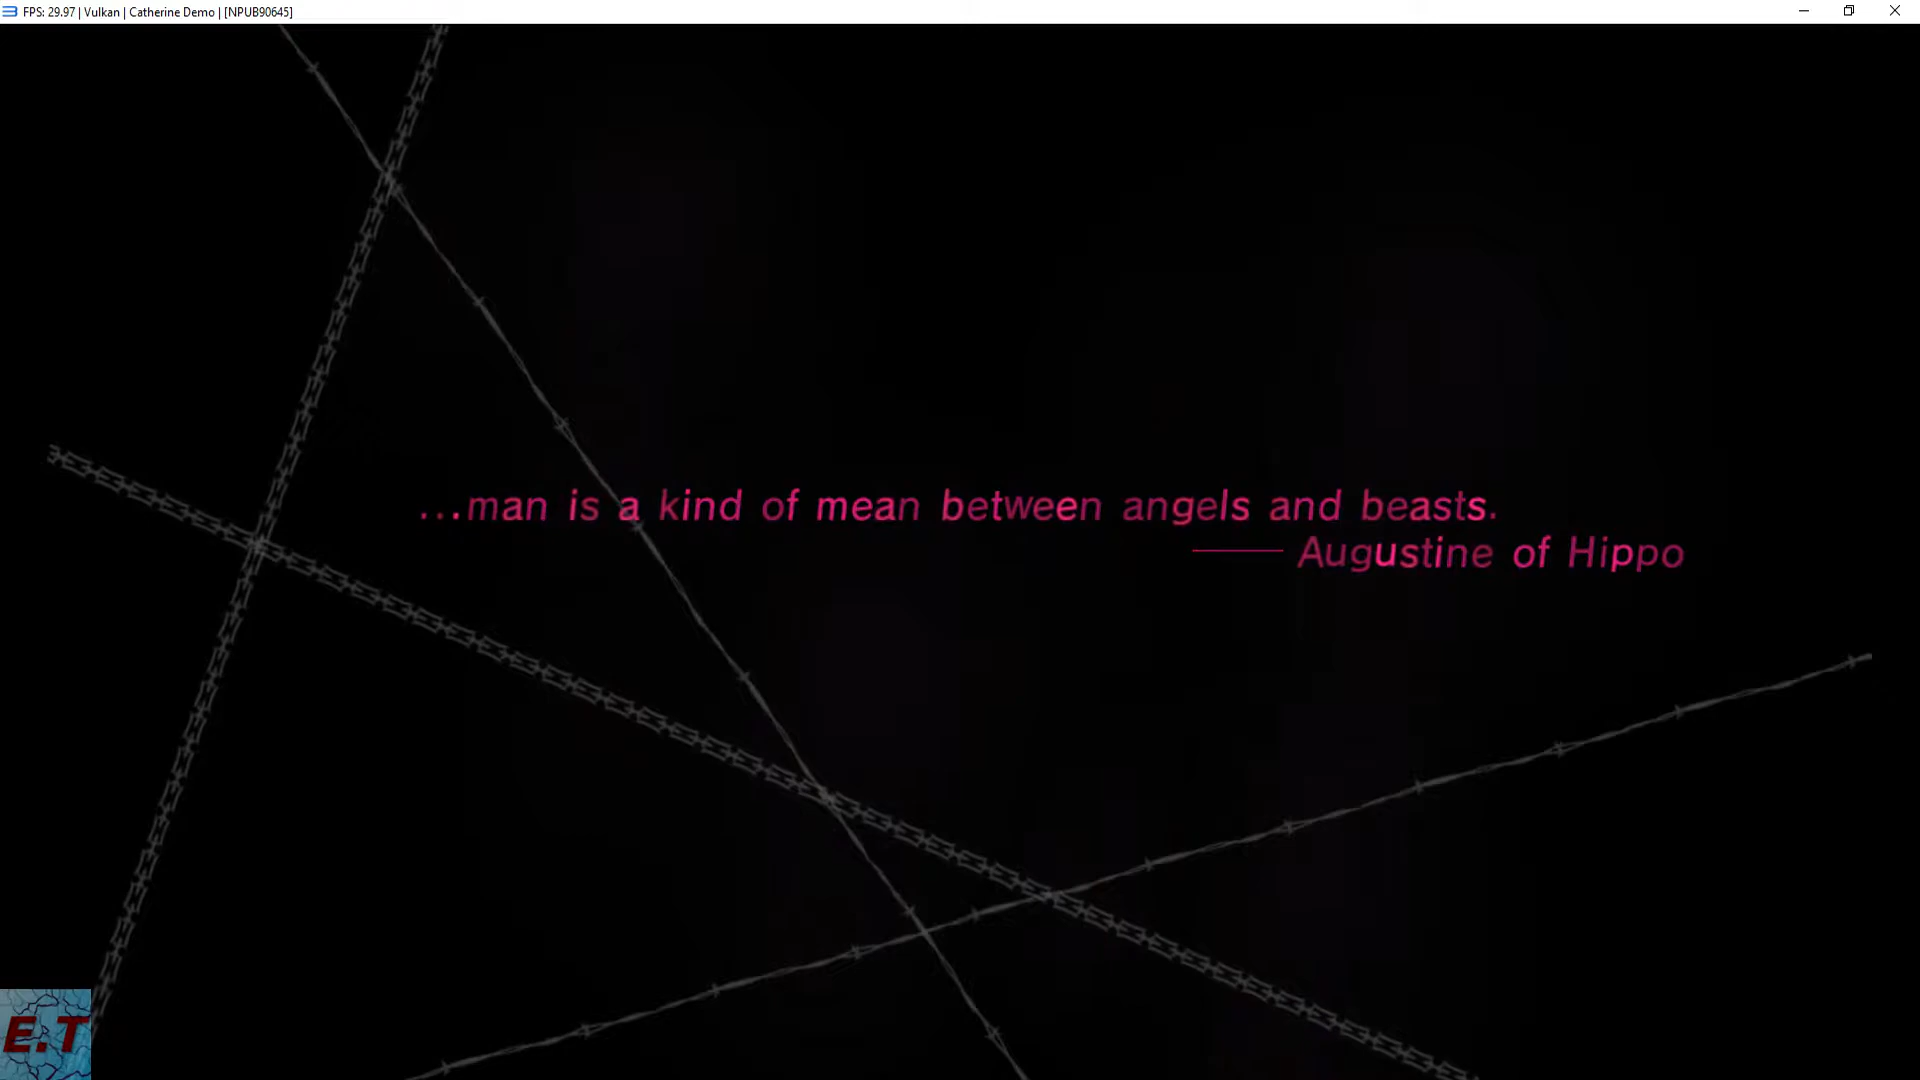 FPS: 29.97 | Vulkan | Catherine Demo | [NPUB90645]
...man is a kind of mean between angels and beasts.
—— Augustine of Hippo
E.T